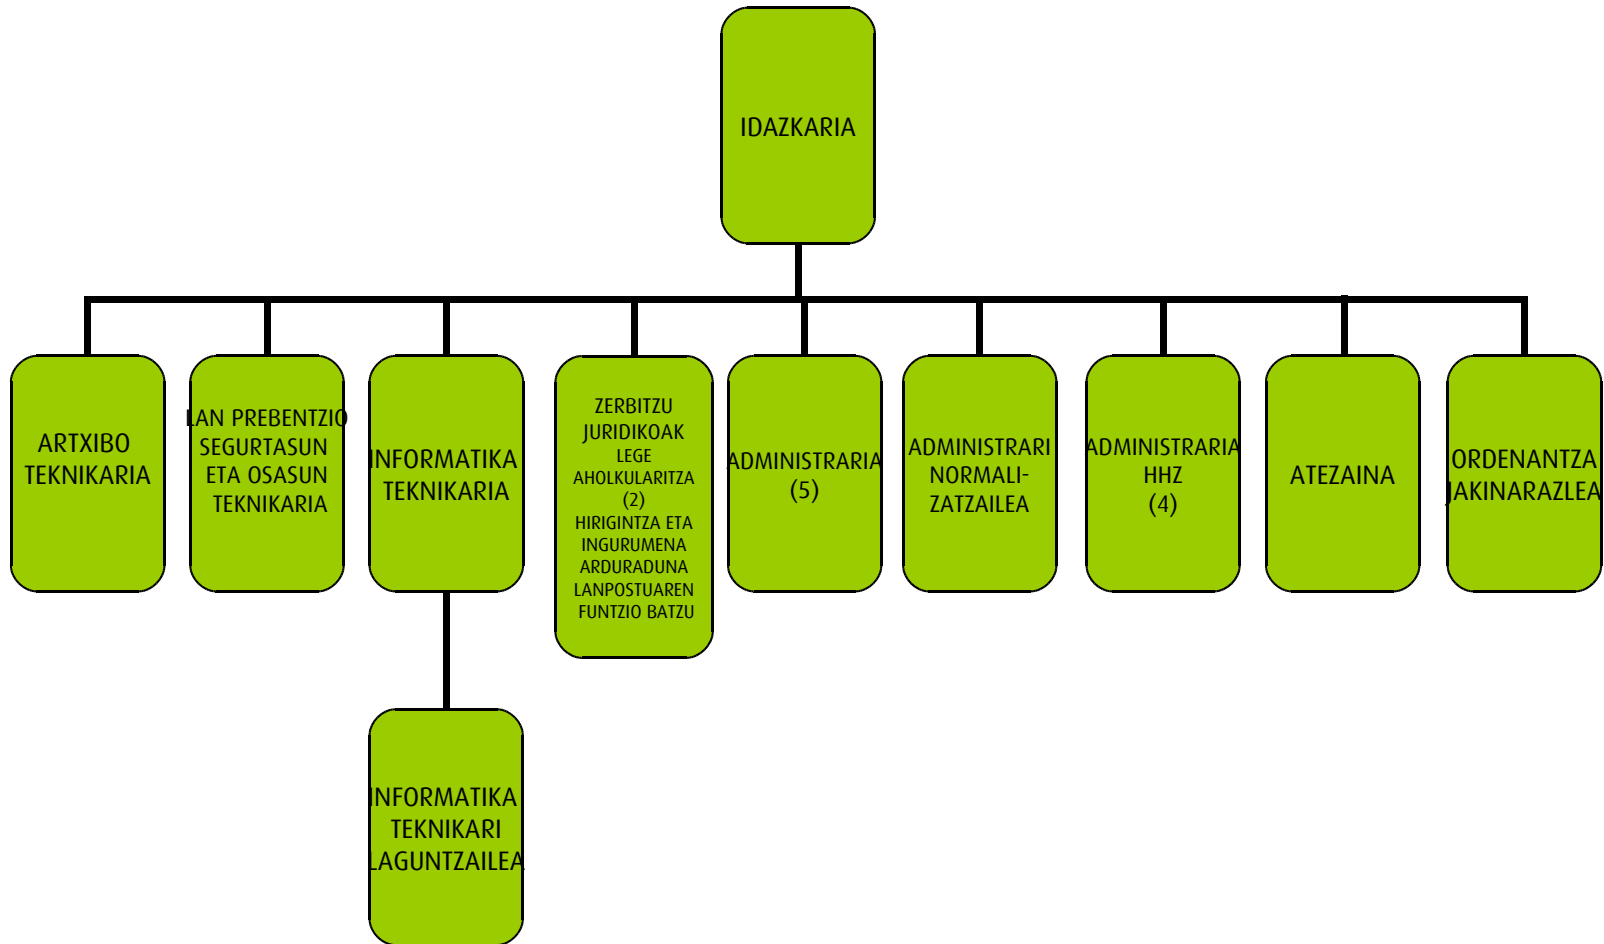 IDAZKARIA
ARTXIBO
TEKNIKARIA
LAN PREBENTZIO
SEGURTASUN
ETA OSASUN
TEKNIKARIA
INFORMATIKA
TEKNIKARIA
ZERBITZU
JURIDIKOAK
LEGE
AHOLKULARITZA
(2)
HIRIGINTZA ETA
INGURUMENA
ARDURADUNA
LANPOSTUAREN
FUNTZIO BATZU
ADMINISTRARIA
(5)
ADMINISTRARI
NORMALI-
ZATZAILEA
ADMINISTRARIA
HHZ
(4)
ATEZAINA
ORDENANTZA
JAKINARAZLEA
INFORMATIKA
TEKNIKARI
LAGUNTZAILEA